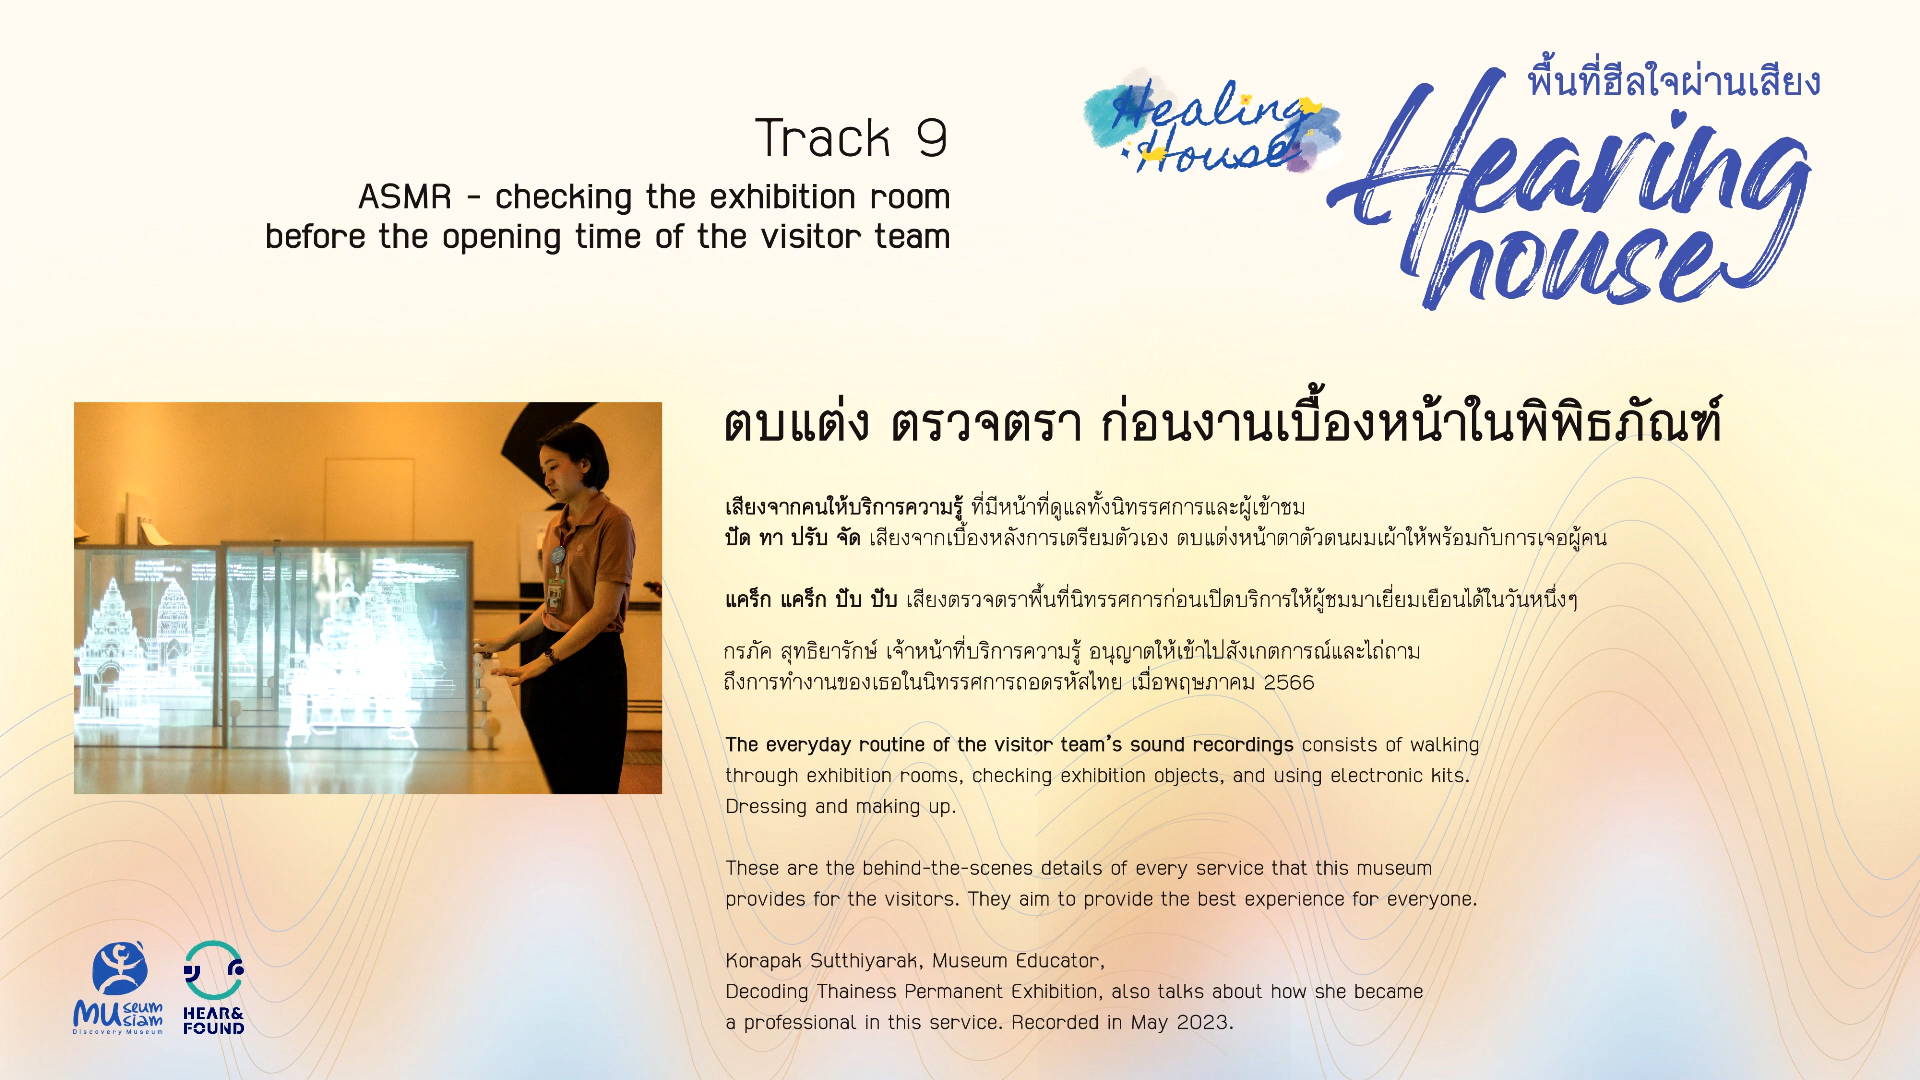 Track 9
ASMR - checking the exhibition room
before the opening time of the visitor team
Healing
House
พื้นที่ฮีลใจผ่านเสียง
Hearing
house
ตบแต่ง ตรวจตรา ก่อนงานเบื้องหน้าในพิพิธภัณฑ์
เสียงจากคนให้บริการความรู้ ที่มีหน้าที่ดูแลทั้งนิทรรศการและผู้เข้าชม
ปัด ทา ปรับ จัด เสียงจากเบื้องหลังการเตรียมตัวเอง ตบแต่งหน้าตาตัวตนผมเผ้าให้พร้อมกับการเจอผู้คน
แคร็ก แคร็ก ปับ ปับ เสียงตรวจตราพื้นที่นิทรรศการก่อนเปิดบริการให้ผู้ชมมาเยี่ยมเยือนได้ในวันหนึ่งๆ
กรภัค สุทธิยารักษ์ เจ้าหน้าที่บริการความรู้ อนุญาตให้เข้าไปสังเกตการณ์และไถ่ถาม
ถึงการทำงานของเธอในนิทรรศการถอดรหัสไทย เมื่อพฤษภาคม 2566
The everyday routine of the visitor team's sound recordings consists of walking
through exhibition rooms, checking exhibition objects, and using electronic kits.
Dressing and making up.
These are the behind-the-scenes details of every service that this museum
provides for the visitors. They aim to provide the best experience for everyone.
Korapak Sutthiyarak, Museum Educator,
Decoding Thainess Permanent Exhibition, also talks about how she became
a professional in this service. Recorded in May 2023.
MUseum
siam
Discovery Museum
HEAR&
FOUND